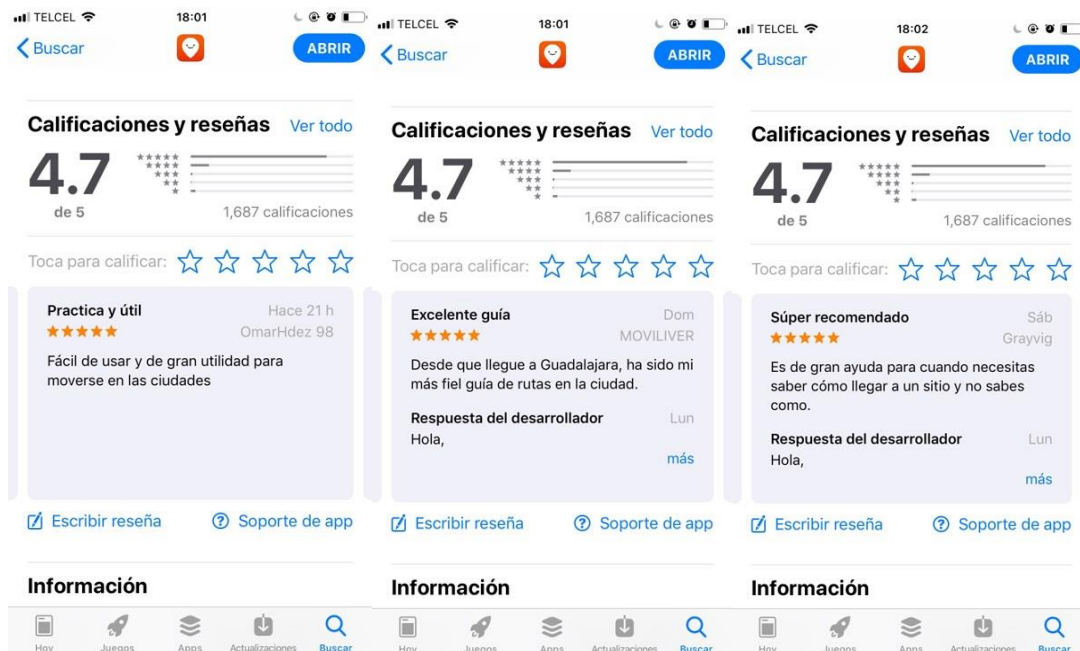 TELCEL 18:01
Buscar ABRIR
Calificaciones y reseñas Ver todo
4.7
de 5 1,687 calificaciones
Toca para calificar:
Practica y útil Hace 21 h
OmarHdez 98
Fácil de usar y de gran utilidad para
moverse en las ciudades
Escribir reseña Soporte de app
Información
Hoy Juegos Apps Actualizaciones Buscar
TELCEL 18:01
Buscar ABRIR
Calificaciones y reseñas Ver todo
4.7
de 5 1,687 calificaciones
Toca para calificar:
Excelente guía Dom
MOVILIVER
Desde que llegue a Guadalajara, ha sido mi
más fiel guía de rutas en la ciudad.
Respuesta del desarrollador Lun
Hola,
más
Escribir reseña Soporte de app
Información
Hoy Juegos Apps Actualizaciones Buscar
TELCEL 18:02
Buscar ABRIR
Calificaciones y reseñas Ver todo
4.7
de 5 1,687 calificaciones
Toca para calificar:
Súper recomendado Sáb
Grayvig
Es de gran ayuda para cuando necesitas
saber cómo llegar a un sitio y no sabes
como.
Respuesta del desarrollador Lun
Hola,
más
Escribir reseña Soporte de app
Información
Hoy Juegos Apps Actualizaciones Buscar